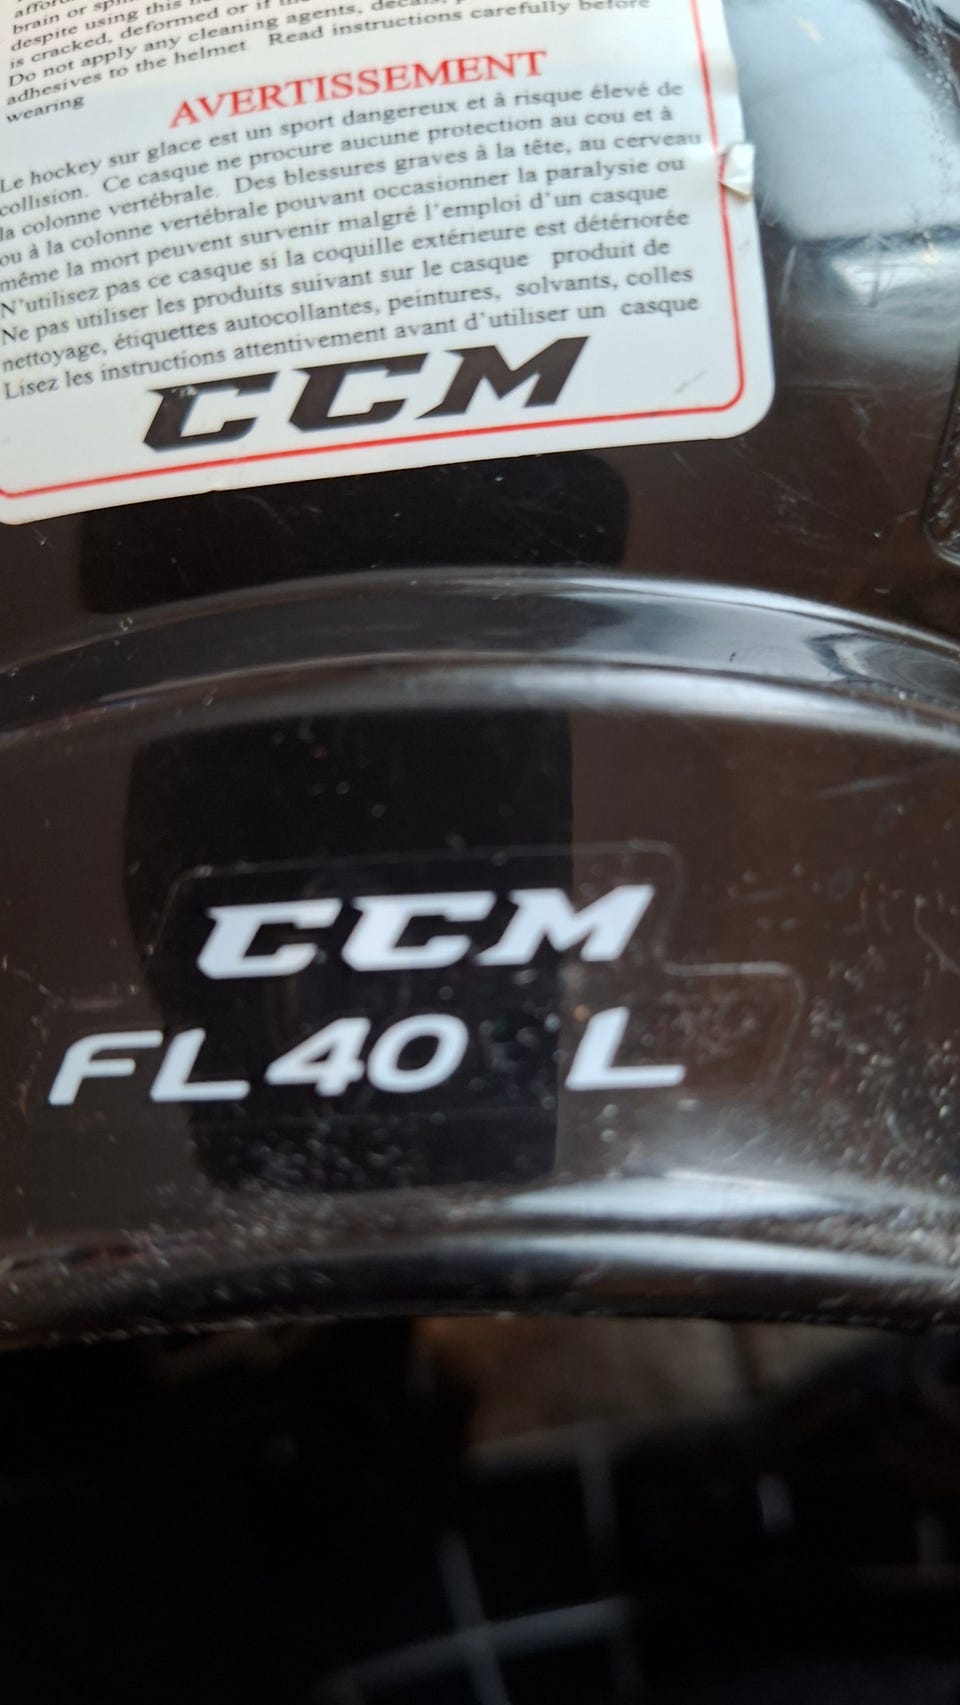 brain or
despite using this
is cracked, deformed or if
Do not apply any cleaning agents, decals,
adhesives to the helmet Read instructions carefully before
wearing
AVERTISSEMENT
Le hockey sur glace est un sport dangereux et à risque élevé de
collision. Ce casque ne procure aucune protection au cou et à
la colonne vertébrale. Des blessures graves à la tête, au cerveau
ou à la colonne vertébrale pouvant occasionner la paralysie ou
même la mort peuvent survenir malgré l'emploi d'un casque
N'utilisez pas ce casque si la coquille extérieure est détériorée
Ne pas utiliser les produits suivant sur le casque produit de
nettoyage, étiquettes autocollantes, peintures, solvants, colles
Lisez les instructions attentivement avant d'utiliser un casque
CCM
CCM
FL40 L